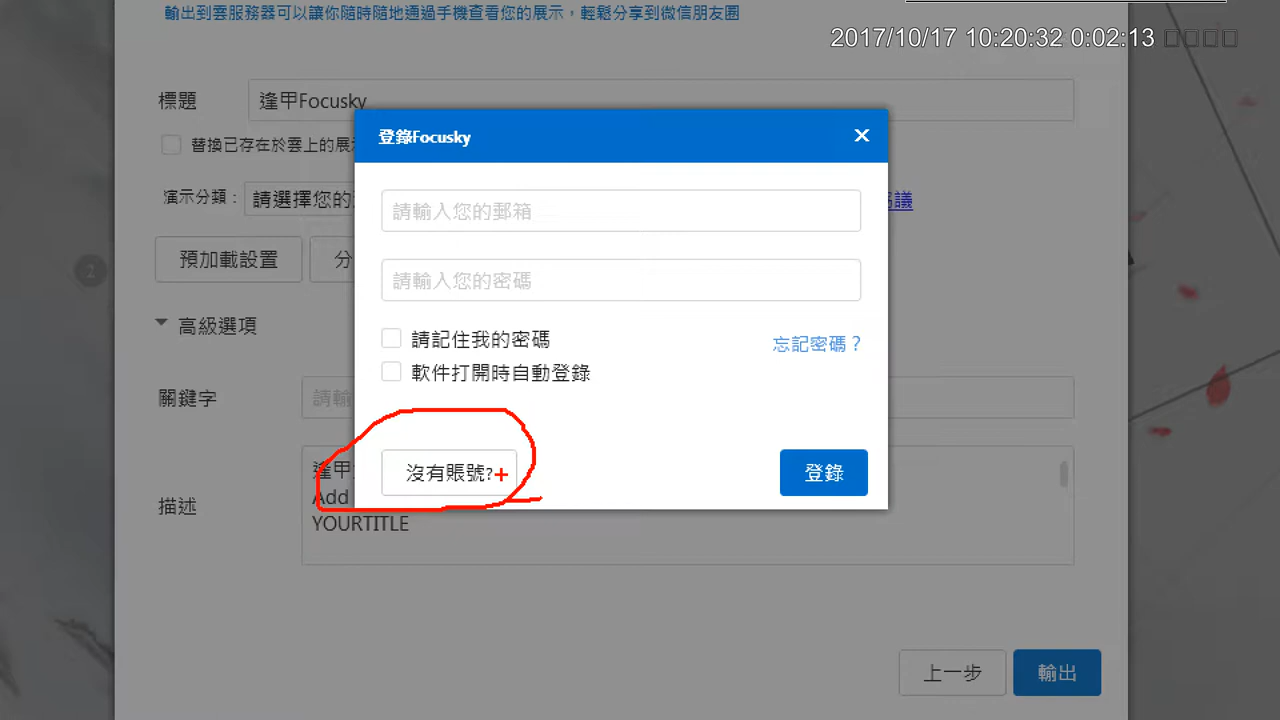 輸出到雲服務器可以讓你隨時隨地通過手機查看您的展示，輕鬆分享到微信朋友圈
2017/10/17 10:20:32 0:02:13
標題
逢甲Focusky
替換已存在於雲上的展
登錄Focusky
請輸入您的郵箱
演示分類：
請選擇您的
議
預加載設置
分
請輸入您的密碼
高級選項
請記住我的密碼
忘記密碼？
軟件打開時自動登錄
關鍵字
請輸
沒有賬號?
登錄
描述
逢甲
Add
YOURTITLE
上一步
輸出